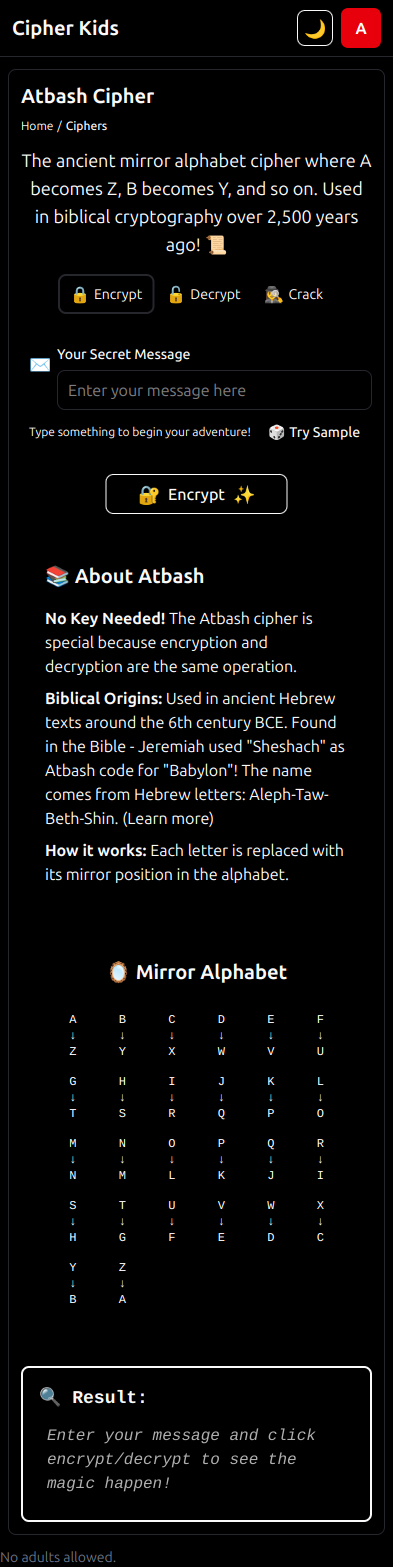 Cipher Kids
🌙
A
Atbash Cipher
Home / Ciphers
The ancient mirror alphabet cipher where A
becomes Z, B becomes Y, and so on. Used
in biblical cryptography over 2,500 years
ago! 📜
🔒 Encrypt 🔓 Decrypt 🕵️ Crack
✉️ Your Secret Message
Enter your message here
Type something to begin your adventure! 🎲 Try Sample
🔐 Encrypt ✨
📚 About Atbash
No Key Needed! The Atbash cipher is
special because encryption and
decryption are the same operation.
Biblical Origins: Used in ancient Hebrew
texts around the 6th century BCE. Found
in the Bible - Jeremiah used "Sheshach" as
Atbash code for "Babylon"! The name
comes from Hebrew letters: Aleph-Taw-
Beth-Shin. (Learn more)
How it works: Each letter is replaced with
its mirror position in the alphabet.
🪞 Mirror Alphabet
A B C D E F
↓ ↓ ↓ ↓ ↓ ↓
Z Y X W V U
G H I J K L
↓ ↓ ↓ ↓ ↓ ↓
T S R Q P O
M N O P Q R
↓ ↓ ↓ ↓ ↓ ↓
N M L K J I
S T U V W X
↓ ↓ ↓ ↓ ↓ ↓
H G F E D C
Y Z
↓ ↓
B A
🔍 Result:
Enter your message and click
encrypt/decrypt to see the
magic happen!
No adults allowed.